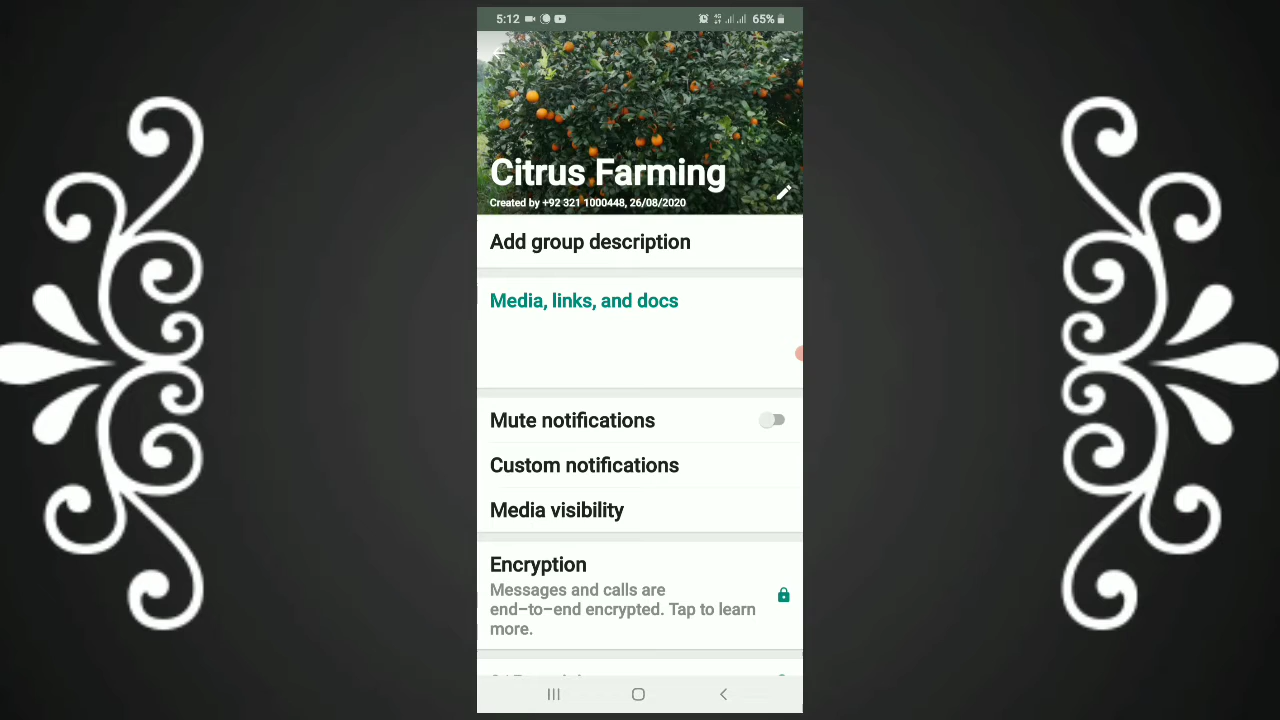 5:12 65%
Citrus Farming
Created by +92 321 1000448, 26/08/2020
Add group description
Media, links, and docs
Mute notifications
Custom notifications
Media visibility
Encryption
Messages and calls are
end-to-end encrypted. Tap to learn
more.